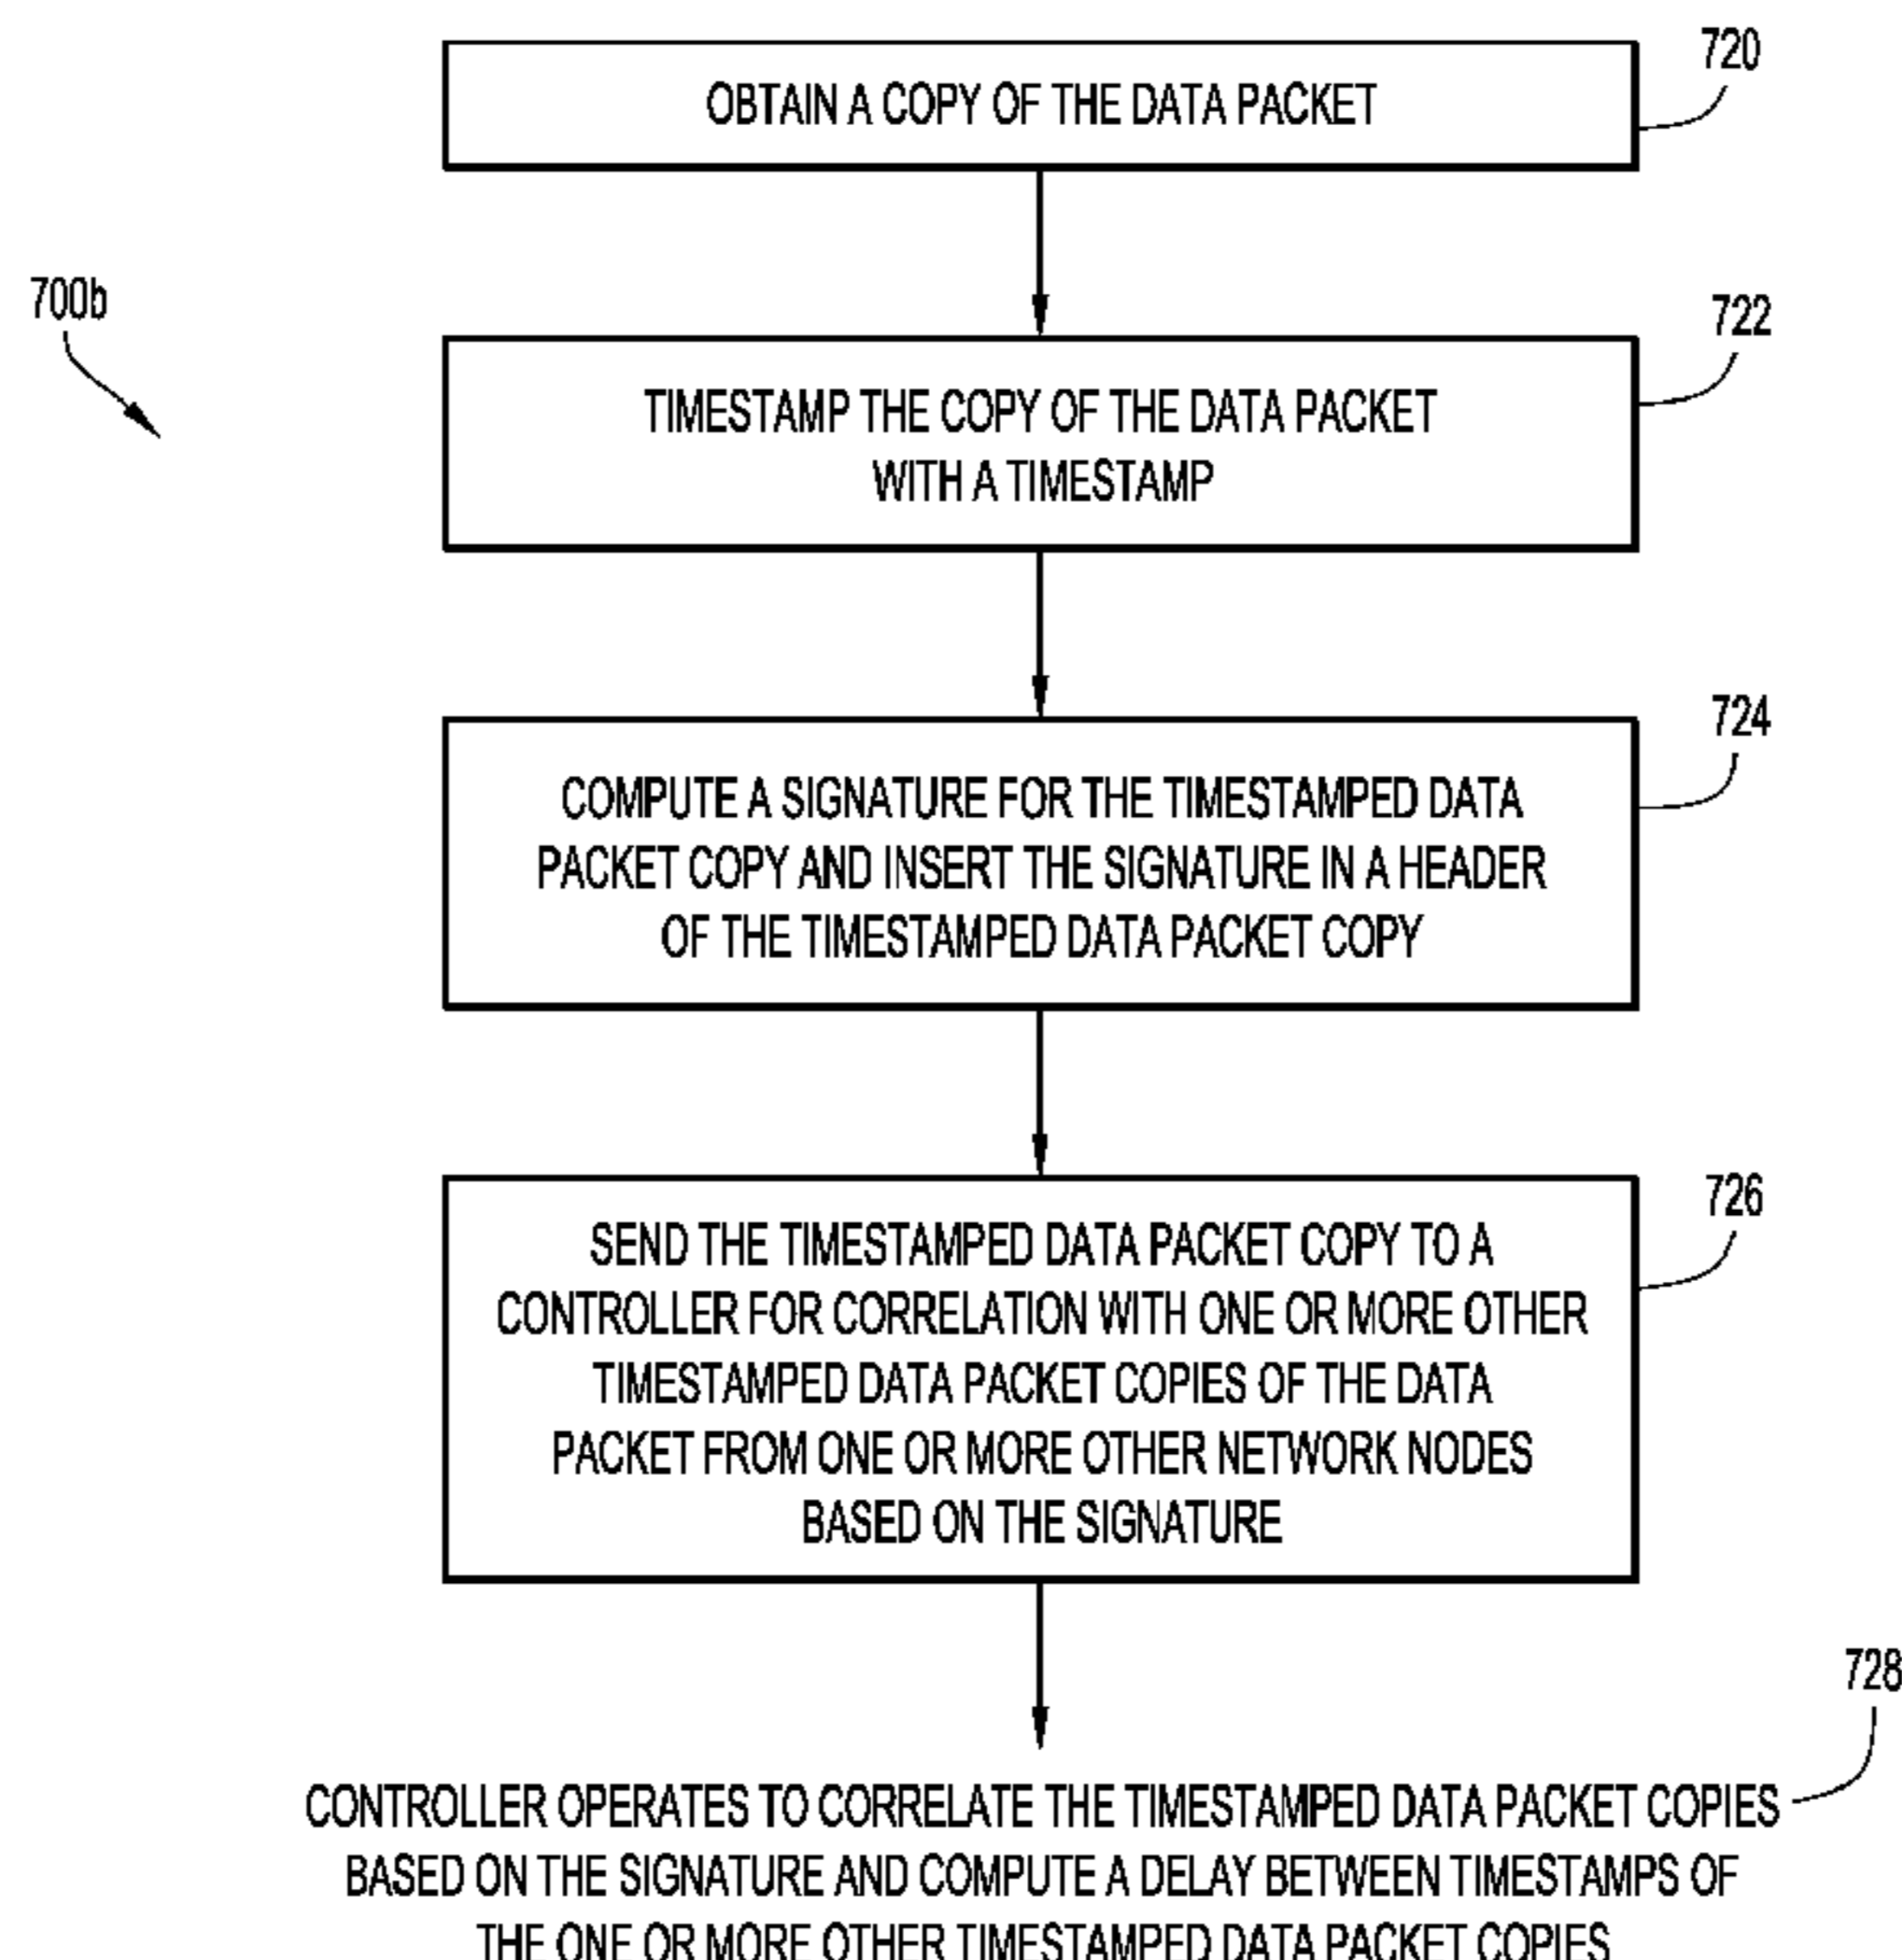 720
OBTAIN A COPY OF THE DATA PACKET
700b
722
TIMESTAMP THE COPY OF THE DATA PACKET
WITH A TIMESTAMP
724
COMPUTE A SIGNATURE FOR THE TIMESTAMPED DATA
PACKET COPY AND INSERT THE SIGNATURE IN A HEADER
OF THE TIMESTAMPED DATA PACKET COPY
726
SEND THE TIMESTAMPED DATA PACKET COPY TO A
CONTROLLER FOR CORRELATION WITH ONE OR MORE OTHER
TIMESTAMPED DATA PACKET COPIES OF THE DATA
PACKET FROM ONE OR MORE OTHER NETWORK NODES
BASED ON THE SIGNATURE
728
CONTROLLER OPERATES TO CORRELATE THE TIMESTAMPED DATA PACKET COPIES
BASED ON THE SIGNATURE AND COMPUTE A DELAY BETWEEN TIMESTAMPS OF
THE ONE OR MORE OTHER TIMESTAMPED DATA PACKET COPIES